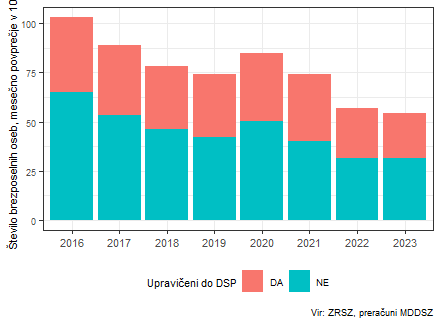 Število brezposelnih oseb, mesečno povprečje v 10
100
75
50
25
0
2016 2017 2018 2019 2020 2021 2022 2023
Upravičeni do DSP DA NE
Vir: ZRSZ, preračuni MDDSZ